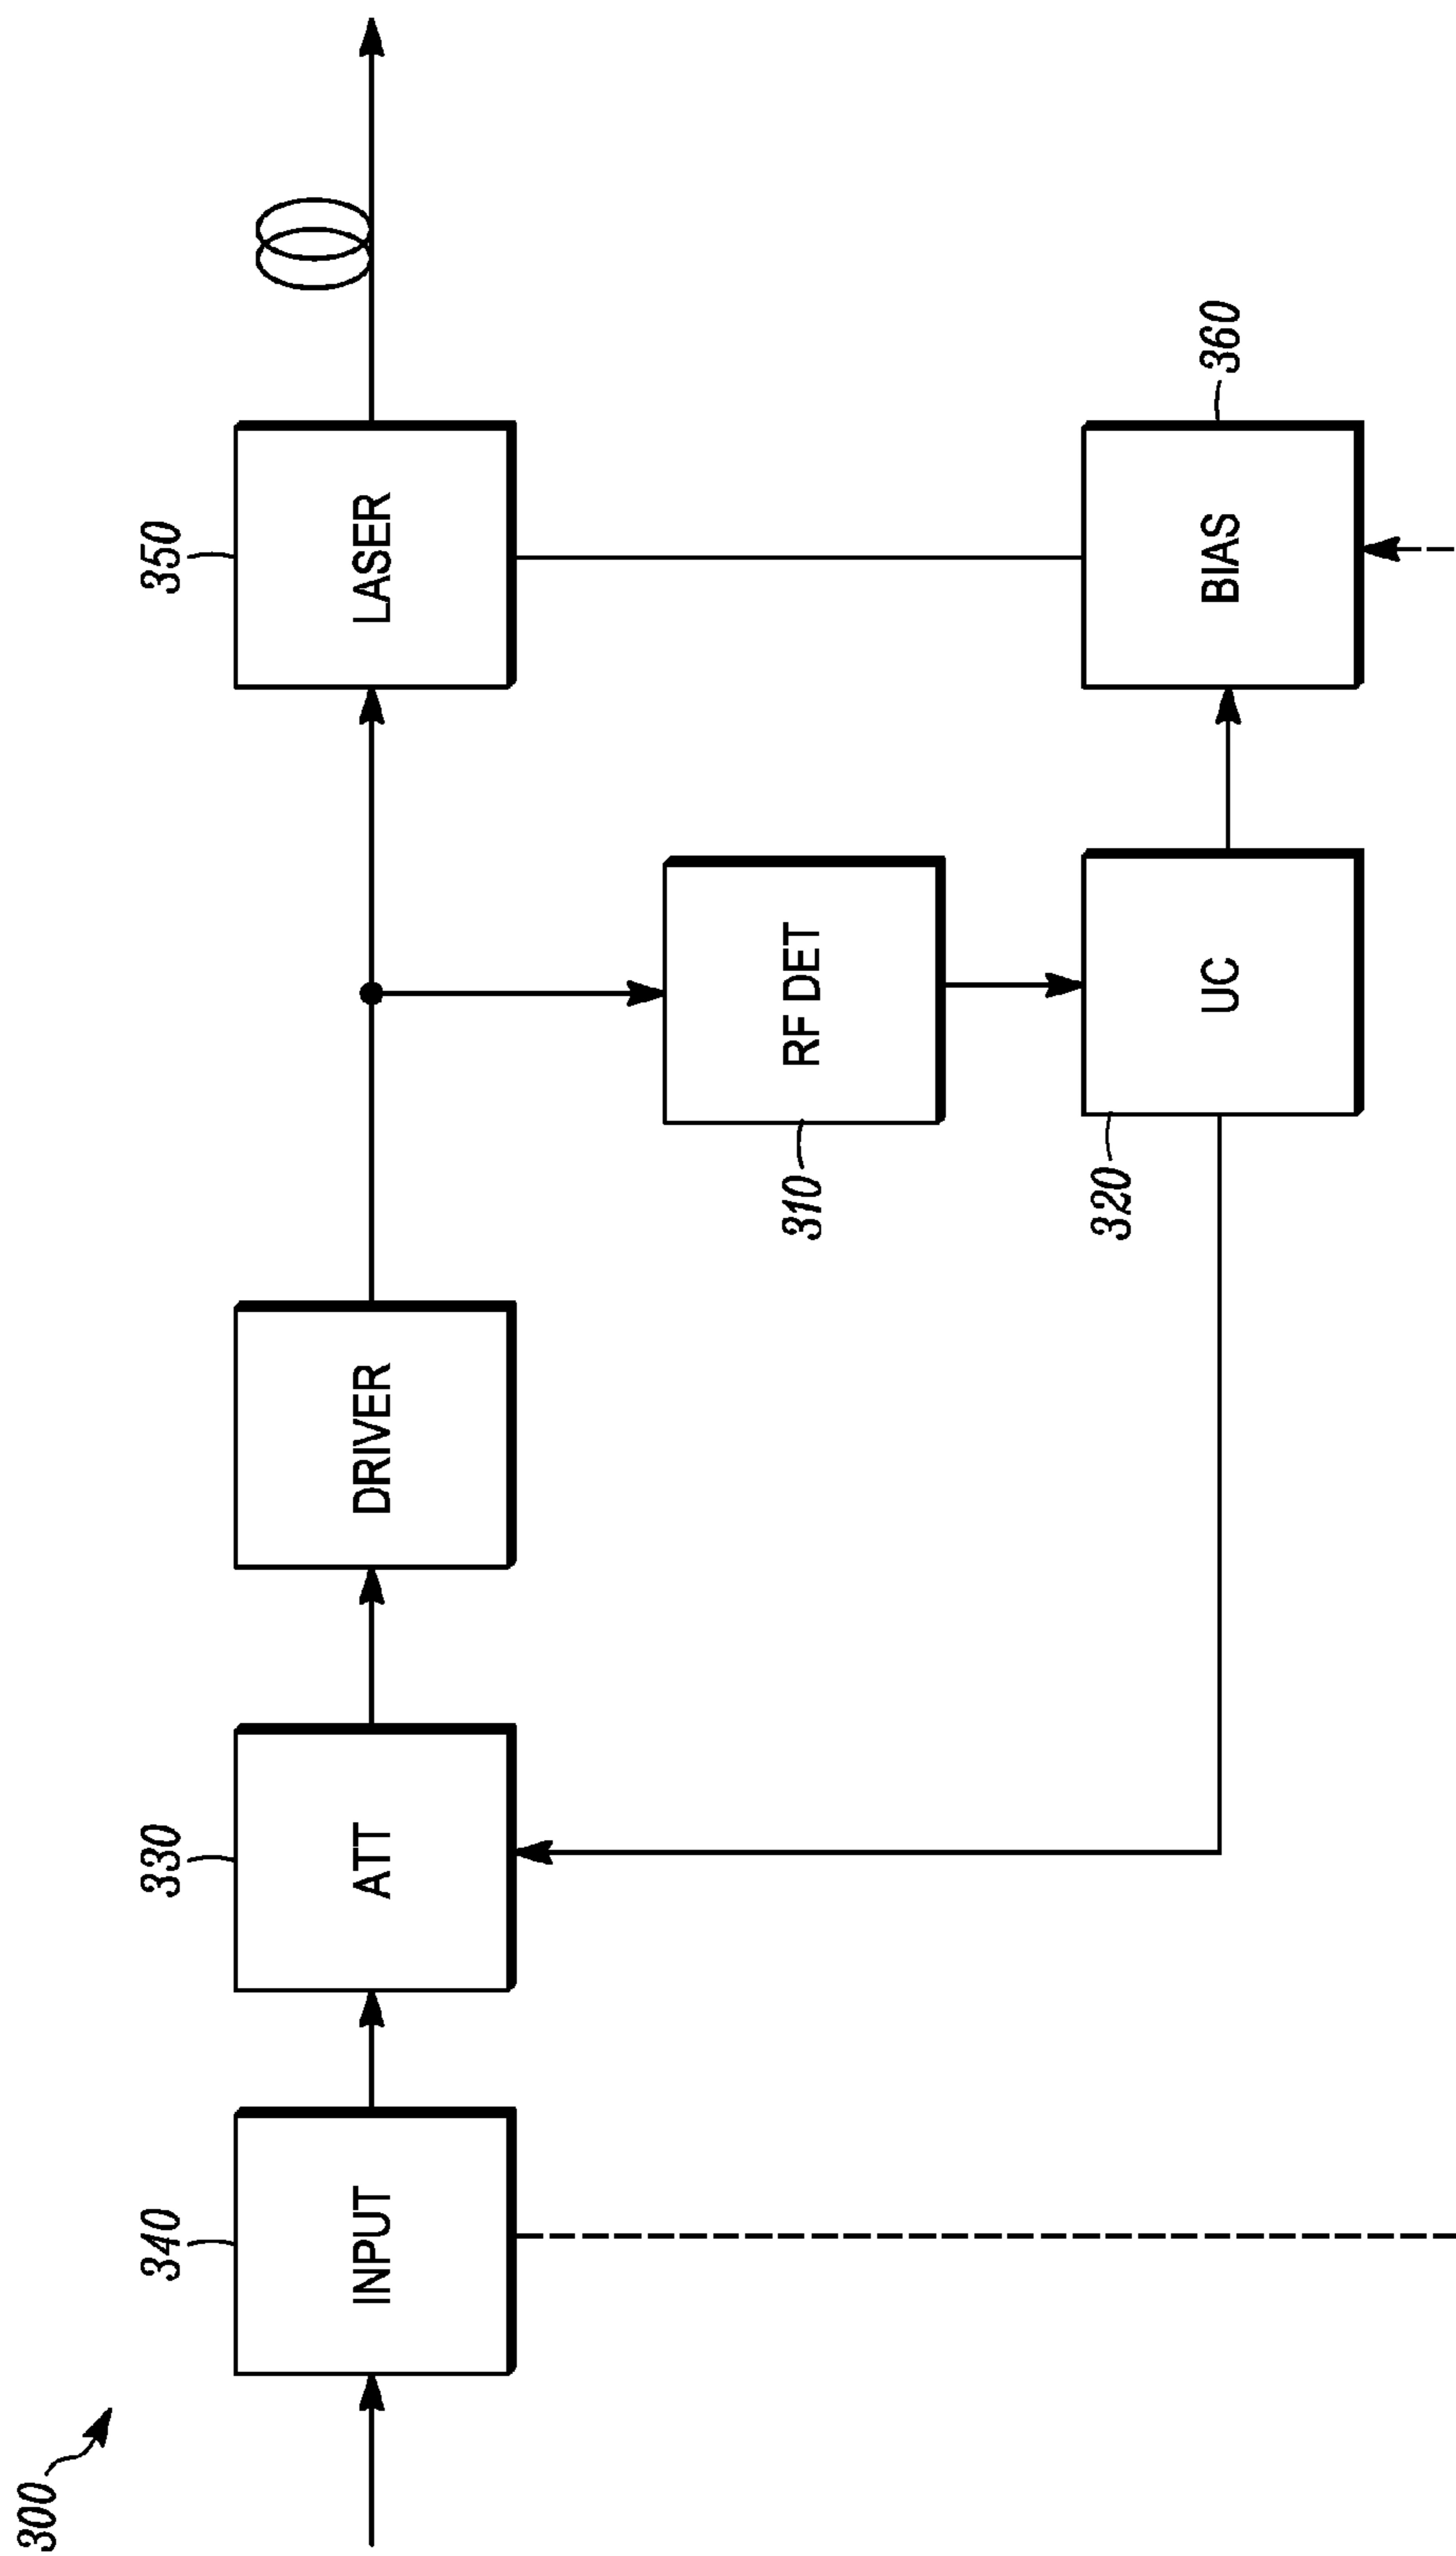 300
340
INPUT
330
ATT
DRIVER
350
LASER
310
RF DET
320
UC
BIAS
360